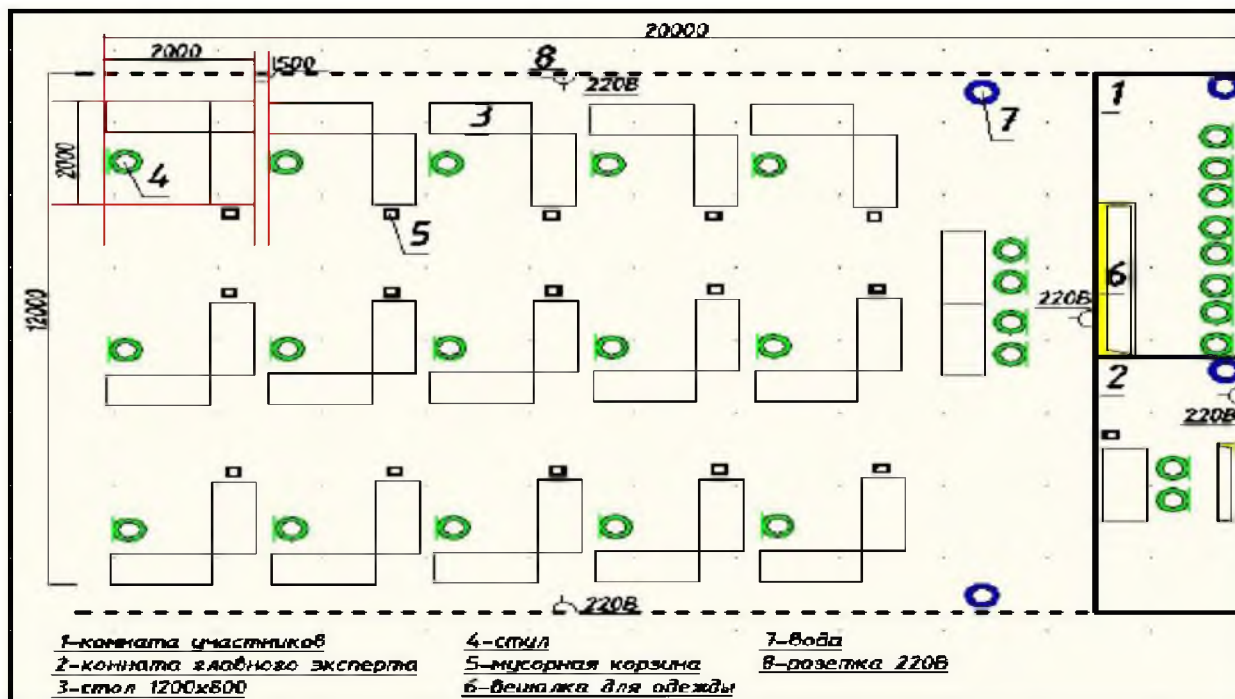 20000
2000
1500
8
220В
1
3
7
2000
4
5
12000
6
220В
2
220В
220В
1-комната участников
2-комната главного эксперта
3-стол 1200х600
4-стул
5-мусорная корзина
6-вешалка для одежды
7-вода
8-розетка 220В